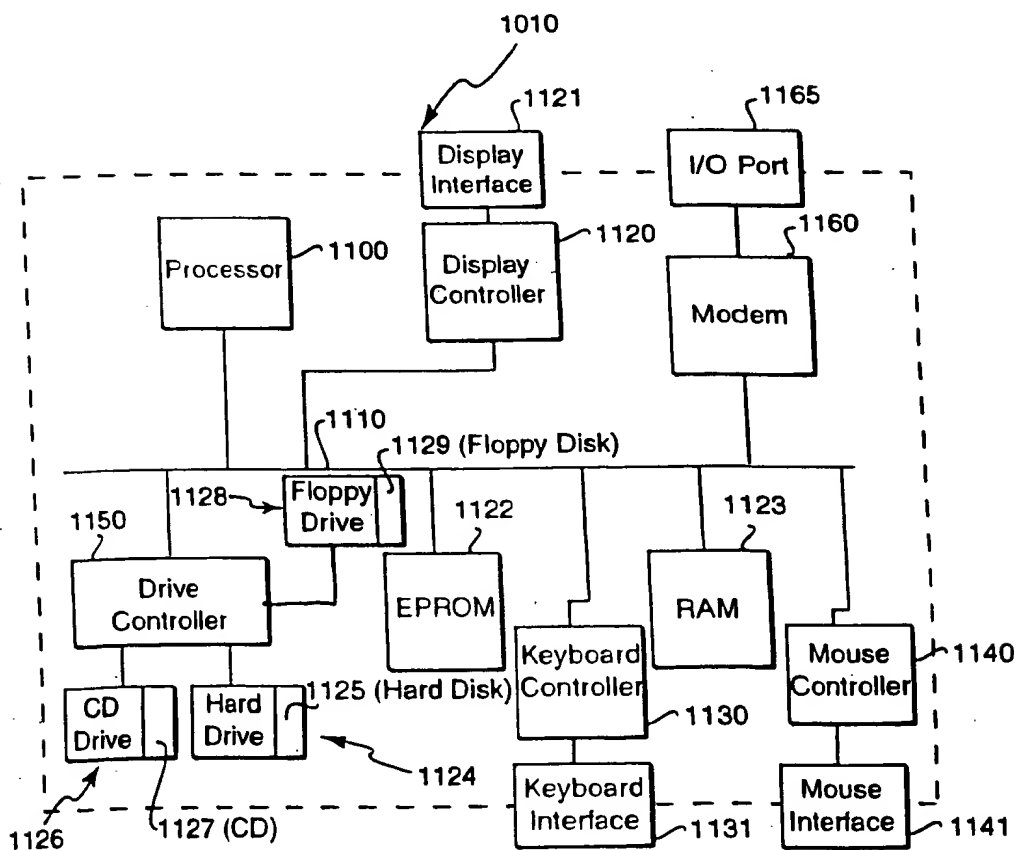 1010
1121
1165
Display
Interface
I/O Port
1100
1120
1160
Processor
Display
Controller
Modem
1110
1129 (Floppy Disk)
1128
Floppy
Drive
1150
1122
1123
Drive
Controller
EPROM
RAM
Keyboard
Controller
Mouse
Controller
1140
CD
Drive
Hard
Drive
1125 (Hard Disk)
1130
1124
Keyboard
Interface
Mouse
Interface
1126
1127 (CD)
1131
1141